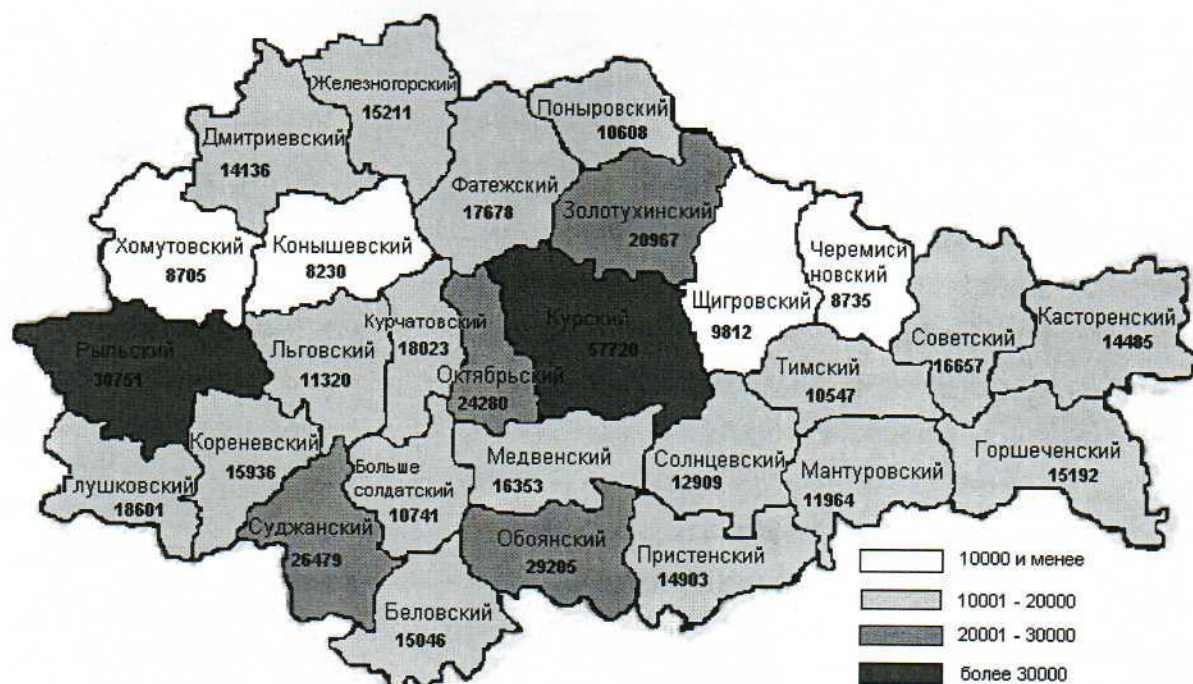 Железногорский
15211
Поныровский
10608
Дмитриевский
14136
Фатежский
17678
Золотухинский
20967
Хомутовский
8705
Конышевский
8230
Черемиси
новский
8735
Щигровский
9812
Касторенский
14485
Советский
16657
Курчатовский
18023
Курский
57720
Рыльский
30751
Льговский
11320
Октябрьский
24280
Тимский
10547
Кореневский
15936
Медвенский
16353
Солнцевский
12909
Мантуровский
11964
Горшеченский
15192
Глушковский
18601
Больше
солдатский
10741
Суджанский
26479
Обоянский
29205
Пристенский
14903
Беловский
15046
10000 и менее
10001 - 20000
20001 - 30000
более 30000